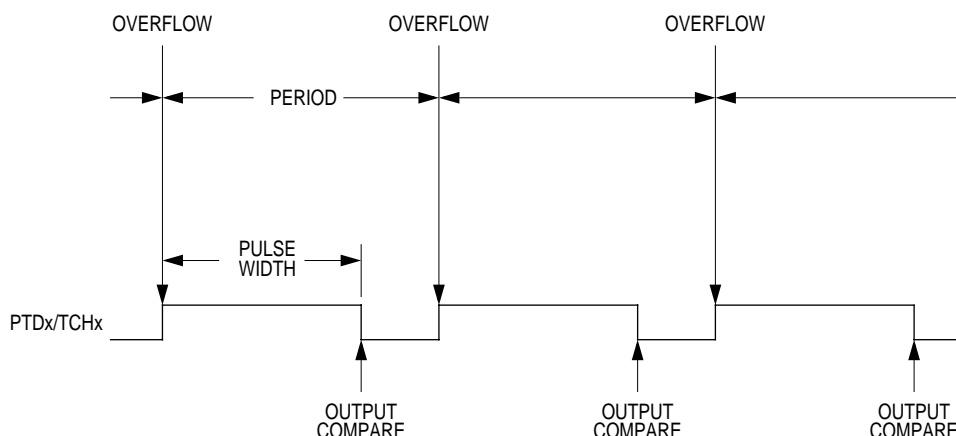 OVERFLOW OVERFLOW OVERFLOW
PERIOD
PULSE
WIDTH
PTDx/TCHx
OUTPUT
COMPARE
OUTPUT
COMPARE
OUTPUT
COMPARE